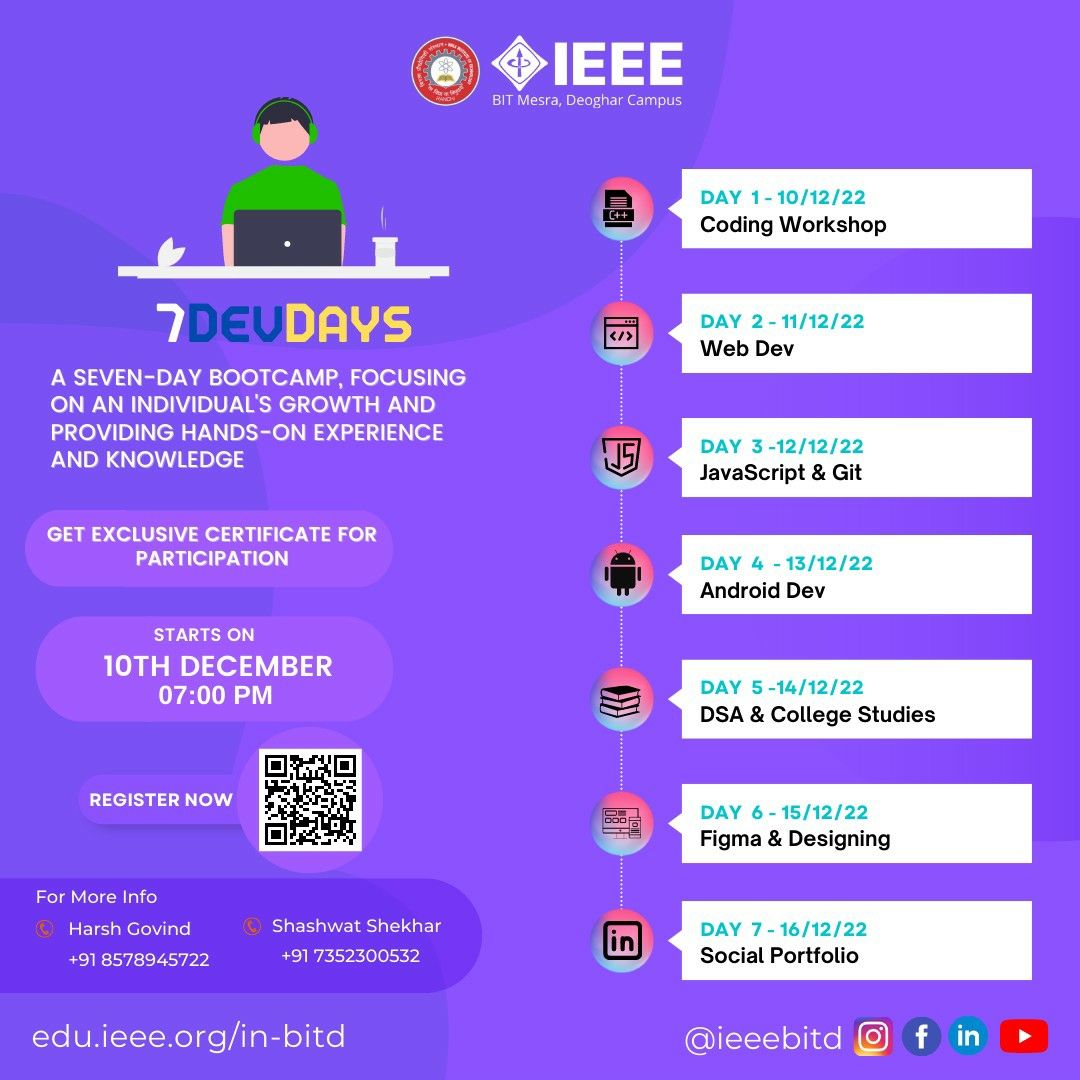 IEEE
BIT Mesra, Deoghar Campus
7DEVDAYS
A SEVEN-DAY BOOTCAMP, FOCUSING
ON AN INDIVIDUAL'S GROWTH AND
PROVIDING HANDS-ON EXPERIENCE
AND KNOWLEDGE
GET EXCLUSIVE CERTIFICATE FOR
PARTICIPATION
STARTS ON
10TH DECEMBER
07:00 PM
REGISTER NOW
For More Info
Harsh Govind
+91 8578945722
Shashwat Shekhar
+91 7352300532
edu.ieee.org/in-bitd
C++
DAY 1 - 10/12/22
Coding Workshop
DAY 2 - 11/12/22
Web Dev
JS
DAY 3 -12/12/22
JavaScript & Git
DAY 4 - 13/12/22
Android Dev
DAY 5 -14/12/22
DSA & College Studies
DAY 6 - 15/12/22
Figma & Designing
in
DAY 7 - 16/12/22
Social Portfolio
@ieeebitd
f
in